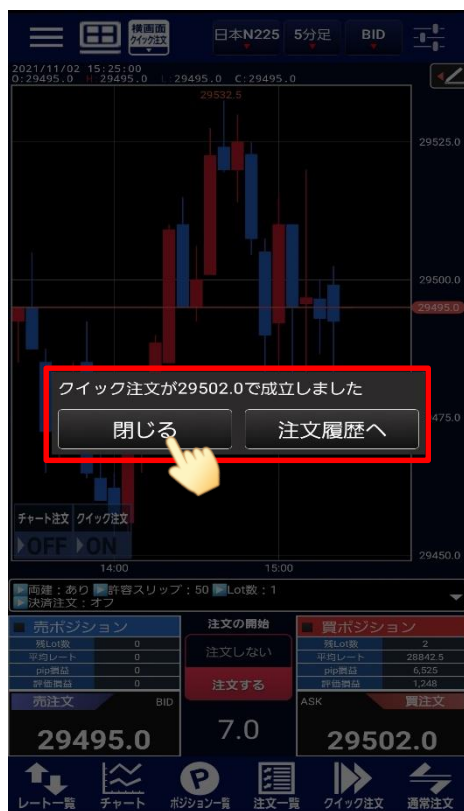 横画面
クイック注文
日本N225 5分足 BID
2021/11/02 15:25:00
O:29495.0 H:29495.0 L:29495.0 C:29495.0
29532.5
29525.0
29500.0
29495.0
クイック注文が29502.0で成立しました
475.0
閉じる 注文履歴へ
チャート注文 クイック注文
OFF ON
29450.0
14:00 15:00
両建:あり 許容スリップ:50 Lot数:1
決済注文:オフ
売ポジション 注文の開始 買ポジション
残Lot数 0 残Lot数 2
平均レート 0 注文しない 平均レート 28842.5
pip損益 0 pip損益 6,525
評価損益 0 注文する 評価損益 1,248
売注文 BID ASK 買注文
29495.0 7.0 29502.0
レート一覧 チャート ポジション一覧 注文一覧 クイック注文 通常注文